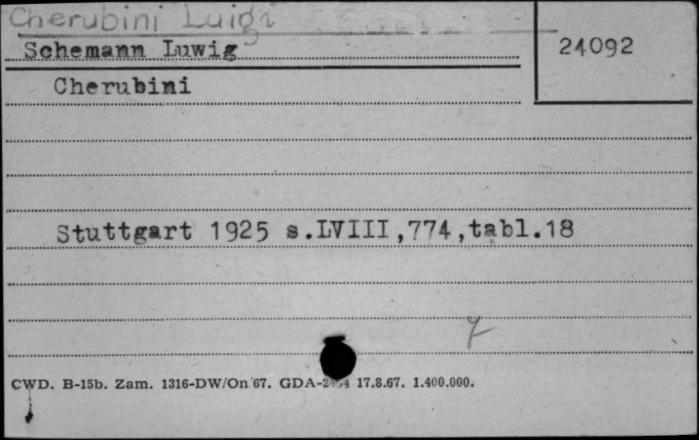 Cherubini Luigi
Schemann Luwig
24092
Cherubini
Stuttgart 1925 s.LVIII,774,tabl.18
7
CWD. B-15b. Zam. 1316-DW/On 67. 17.8.67. 1.400.000.